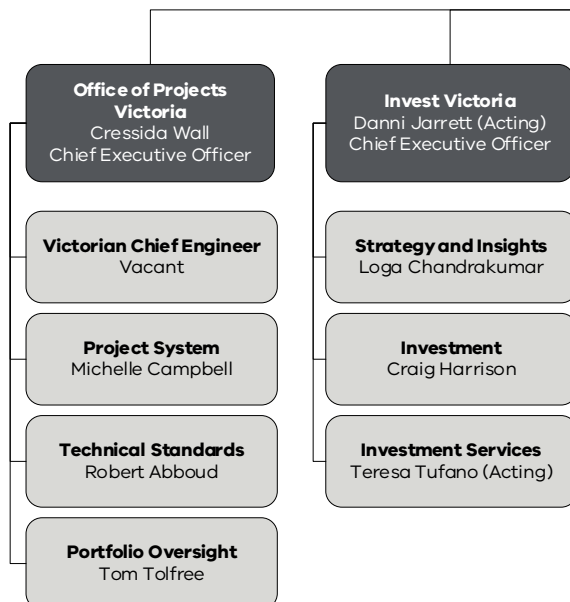 Office of Projects
Victoria
Cressida Wall
Chief Executive Officer
Victorian Chief Engineer
Vacant
Project System
Michelle Campbell
Technical Standards
Robert Abboud
Portfolio Oversight
Tom Tolfree
Invest Victoria
Danni Jarrett (Acting)
Chief Executive Officer
Strategy and Insights
Loga Chandrakumar
Investment
Craig Harrison
Investment Services
Teresa Tufano (Acting)